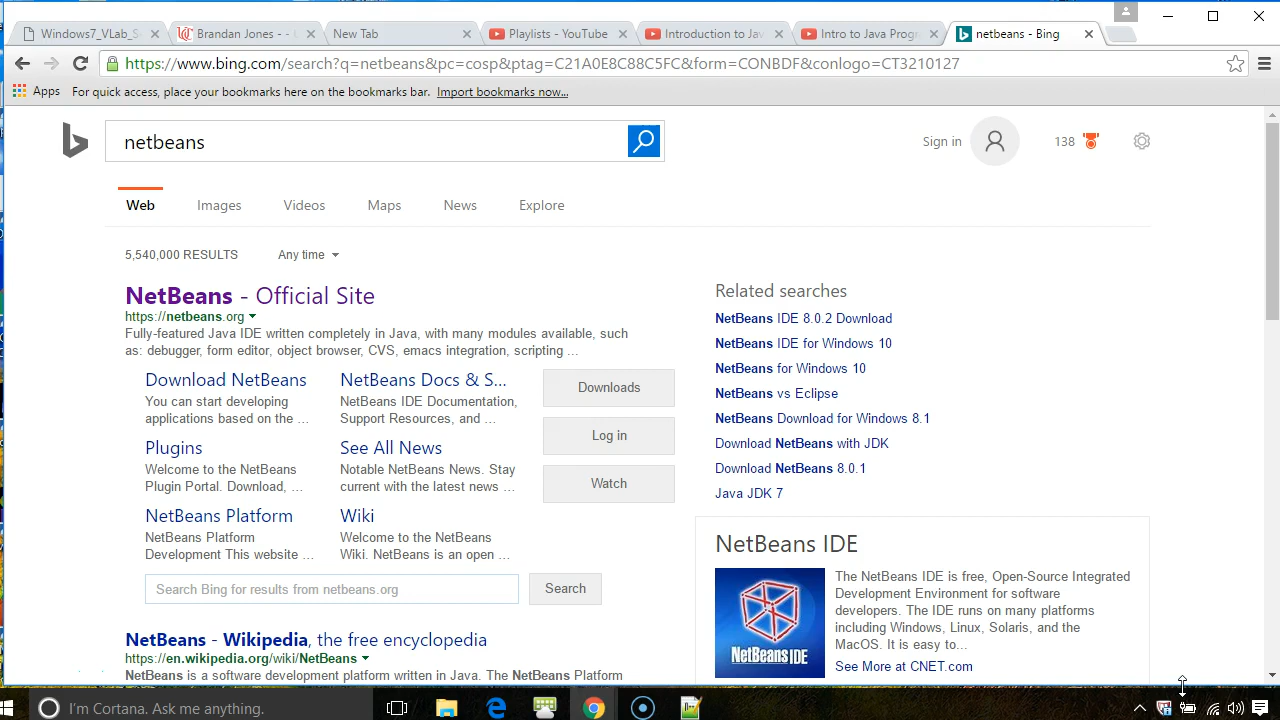 Windows7_VLab_S
Brandan
New Tab
Playlists - YouTube
Introduction to Jav
Intro to Java Progr
netbeans - Bing
https://www.bing.com/search?q=netbeans&pc=cosp&ptag=C21A0E8C88C5FC&form=CONBDF&conlogo=CT3210127
Apps
For quick access, place your bookmarks here on the bookmarks bar. Import bookmarks now...
netbeans
Sign in
138
Web
Images
Videos
Maps
News
Explore
5,540,000 RESULTS
Any time
NetBeans - Official Site
https://netbeans.org
Fully-featured Java IDE written completely in Java, with many modules available, such
as: debugger, form editor, object browser, CVS, emacs integration, scripting ...
Download NetBeans
You can start developing
applications based on the ...
NetBeans Docs & S...
NetBeans IDE Documentation,
Support Resources, and ...
Plugins
Welcome to the NetBeans
Plugin Portal. Download, ...
See All News
Notable NetBeans News. Stay
current with the latest news ...
NetBeans Platform
NetBeans Platform
Development This website ...
Wiki
Welcome to the NetBeans
Wiki. NetBeans is an open ...
Downloads
Log in
Watch
Search Bing for results from netbeans.org
Search
NetBeans - Wikipedia, the free encyclopedia
https://en.wikipedia.org/wiki/NetBeans
NetBeans is a software development platform written in Java. The NetBeans Platform
Related searches
NetBeans IDE 8.0.2 Download
NetBeans IDE for Windows 10
NetBeans for Windows 10
NetBeans vs Eclipse
NetBeans Download for Windows 8.1
Download NetBeans with JDK
Download NetBeans 8.0.1
Java JDK 7
NetBeans IDE
NetBeans IDE
The NetBeans IDE is free, Open-Source Integrated
Development Environment for software
developers. The IDE runs on many platforms
including Windows, Linux, Solaris, and the
MacOS. It is easy to...
See More at CNET.com
I'm Cortana. Ask me anything.